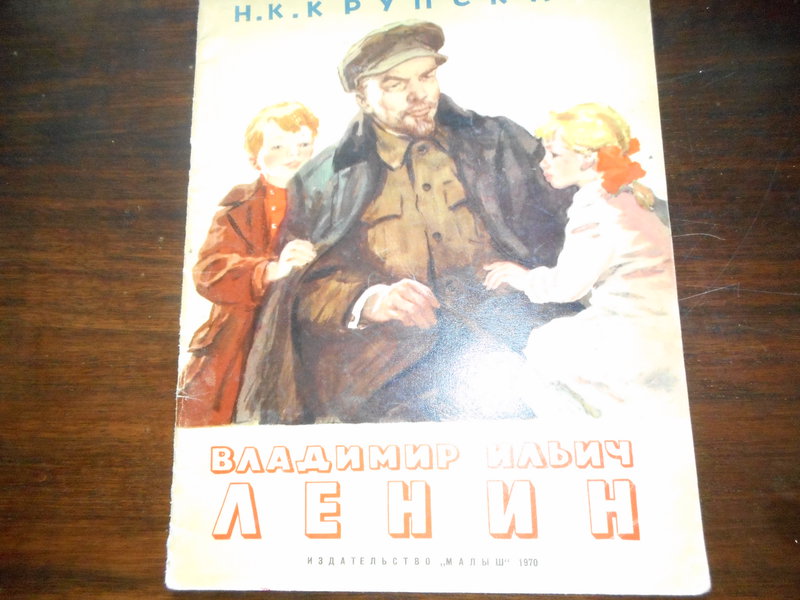 Н.К.КРУПСК
ВЛАДИМИР ИЛЬИЧ
ЛЕНИН
ИЗДАТЕЛЬСТВО „МАЛЫШ“ 1970